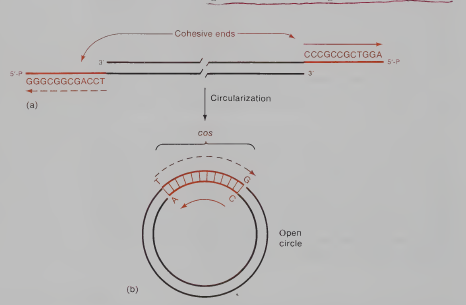 Cohesive ends
CCCGCCGCTGGA
3'
5'-P
5'-P
3'
GGGCGGCGACCT
(a)
Circularization
cos
T
G
A
C
Open
circle
(b)